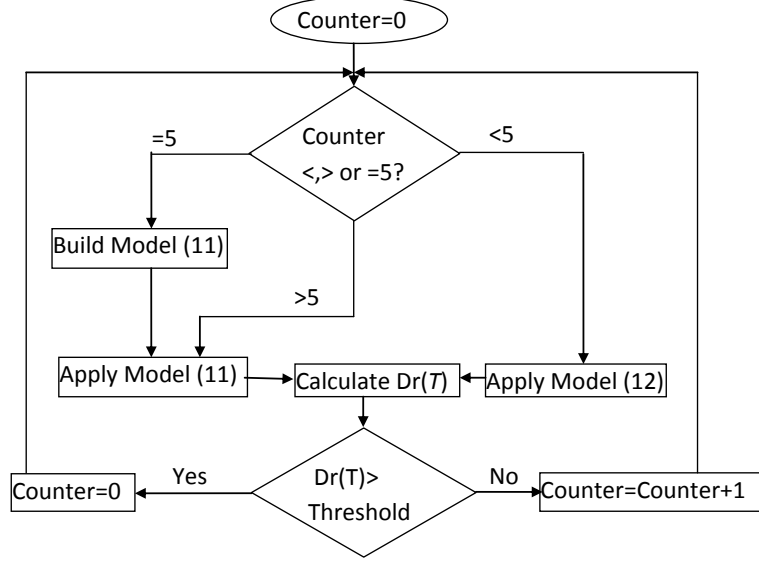 Counter=0
Counter
<,> or =5?
=5
<5
Build Model (11)
>5
Apply Model (11)
Calculate Dr(T)
Apply Model (12)
Dr(T)>
Threshold
Yes
No
Counter=0
Counter=Counter+1